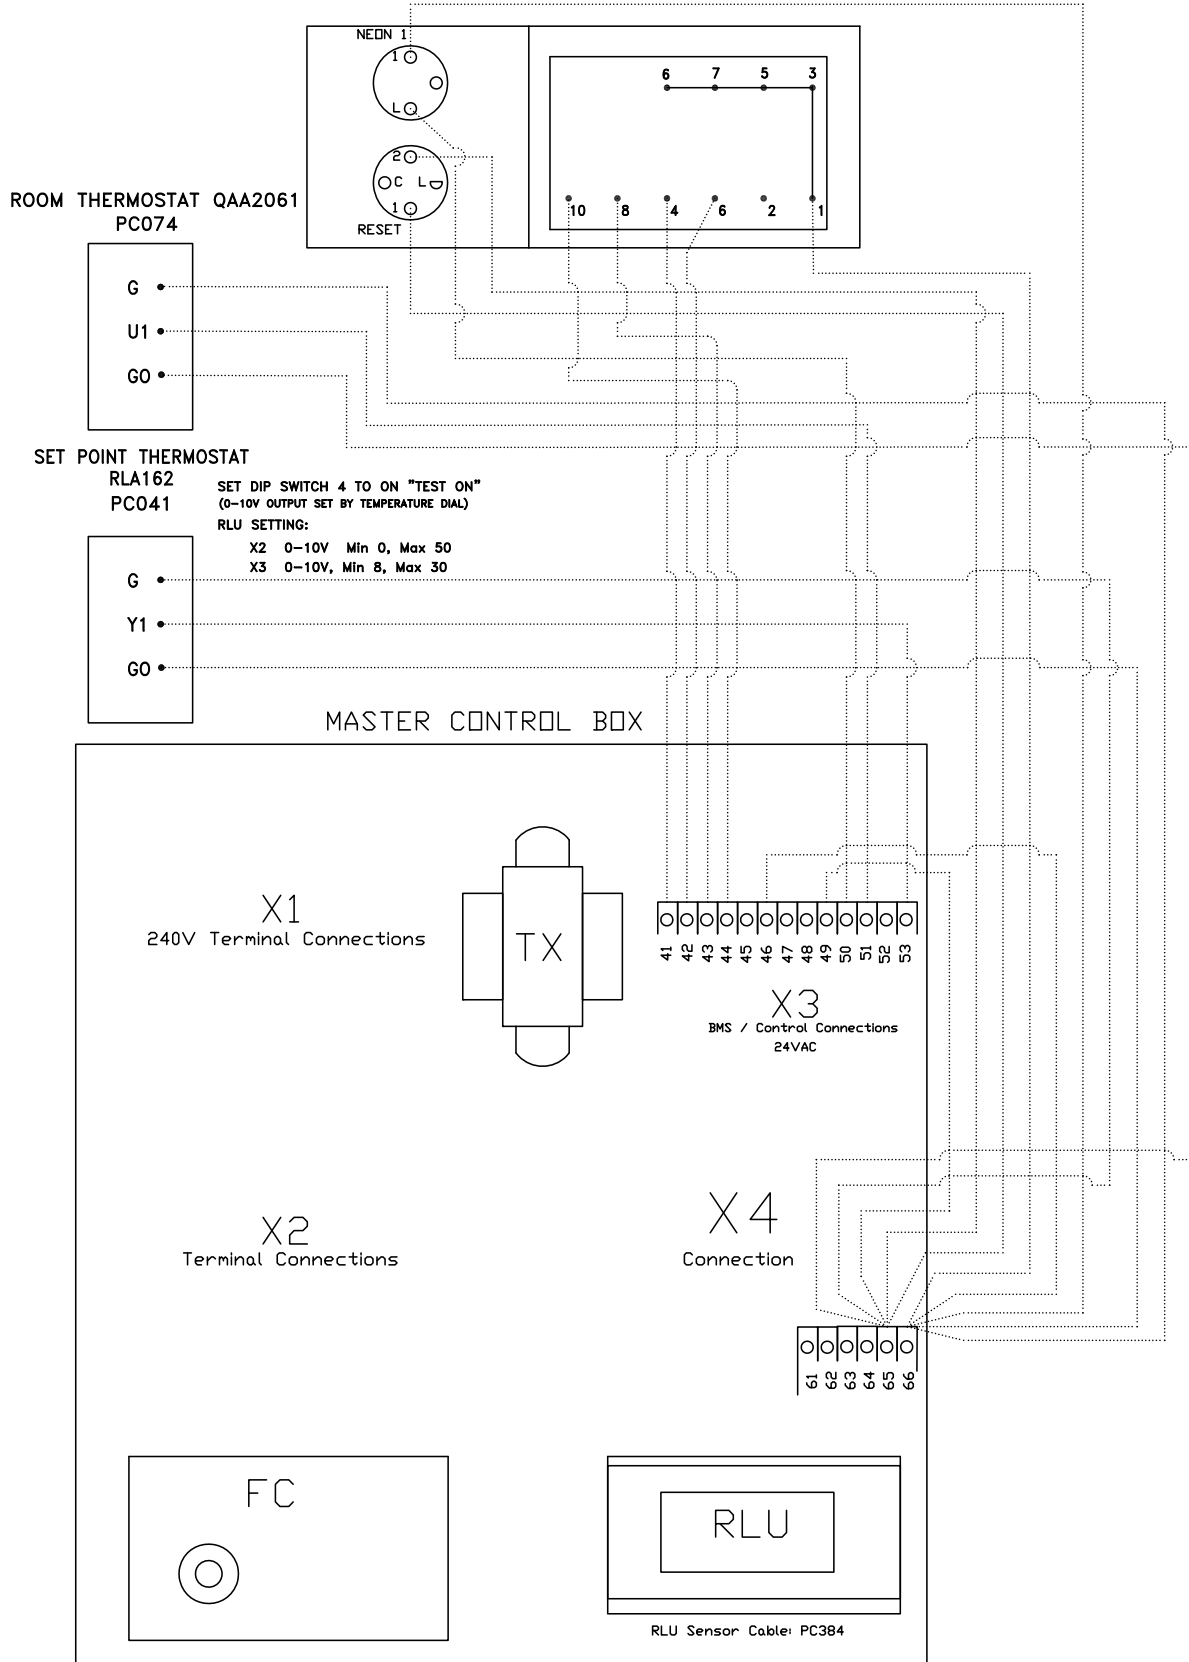 NEON 1
1
L
2
C L
1
RESET
6 7 5 3
10 8 4 6 2 1
ROOM THERMOSTAT QAA2061
PC074
G
U1
G0
SET POINT THERMOSTAT
RLA162
PC041
SET DIP SWITCH 4 TO ON "TEST ON"
(0-10V OUTPUT SET BY TEMPERATURE DIAL)
RLU SETTING:
X2 0-10V Min 0, Max 50
X3 0-10V, Min 8, Max 30
G
Y1
G0
MASTER CONTROL BOX
X1
240V Terminal Connections
TX
41 42 43 44 45 46 47 48 49 50 51 52 53
X3
BMS / Control Connections
24VAC
X2
Terminal Connections
X4
Connection
61 62 63 64 65 66
FC
RLU
RLU Sensor Cable: PC384